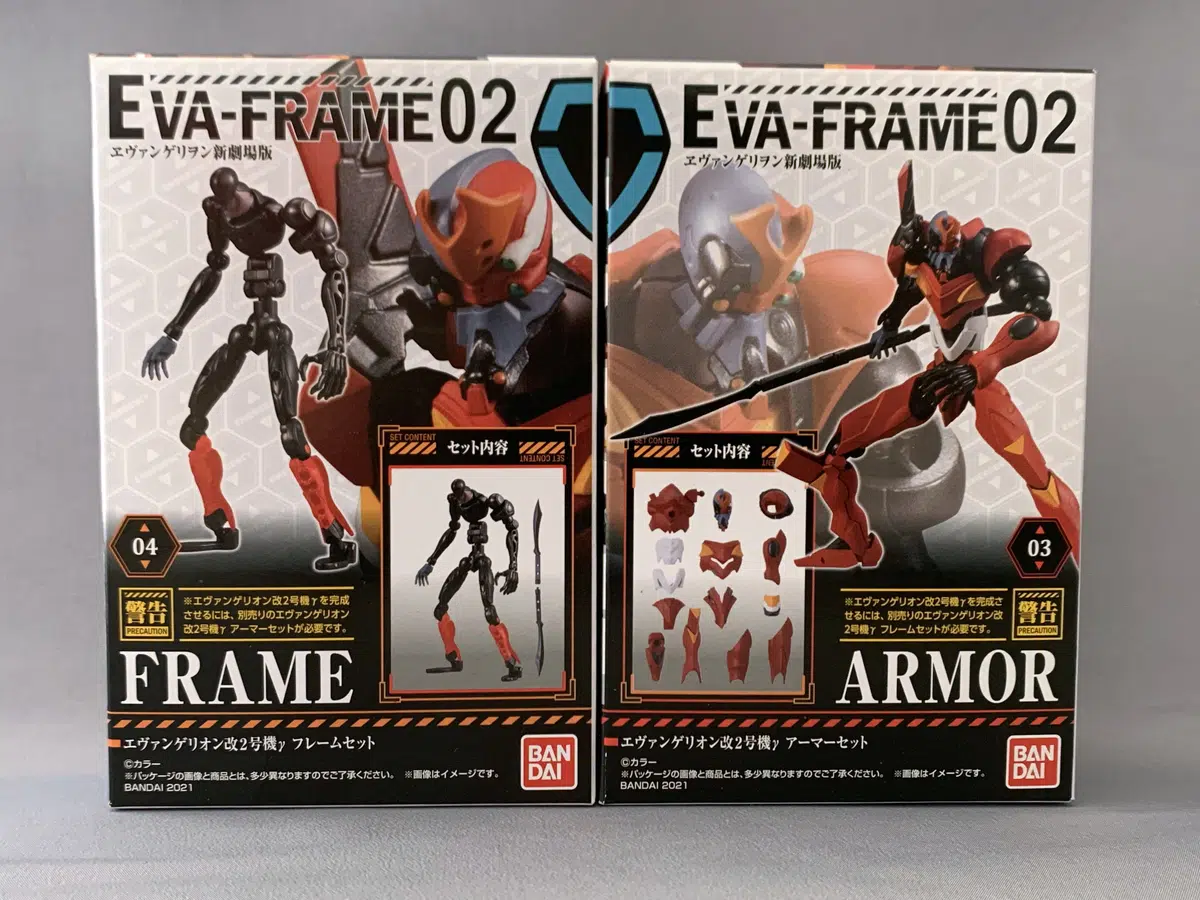 EVA-FRAME02
ヱヴァンゲリヲン新劇場版
SET CONTENT
セット内容
SET CONTENT
04
警告
PRECAUTION
※エヴァンゲリオン改2号機γを完成
させるには、別売りのエヴァンゲリオン
改2号機γ アーマーセットが必要です。
FRAME
エヴァンゲリオン改2号機γ フレームセット
©カラー
※パッケージの画像と商品とは、多少異なりますのでご了承ください。 ※画像はイメージです。
BANDAI 2021
BAN
DAI
EVA-FRAME02
ヱヴァンゲリヲン新劇場版
SET CONTENT
セット内容
03
※エヴァンゲリオン改2号機γを完成さ
せるには、別売りのエヴァンゲリオン改
2号機γ フレームセットが必要です。
警告
PRECAUTION
ARMOR
エヴァンゲリオン改2号機γ アーマーセット
©カラー
※パッケージの画像と商品とは、多少異なりますのでご了承ください。 ※画像はイメージです。
BANDAI 2021
BAN
DAI